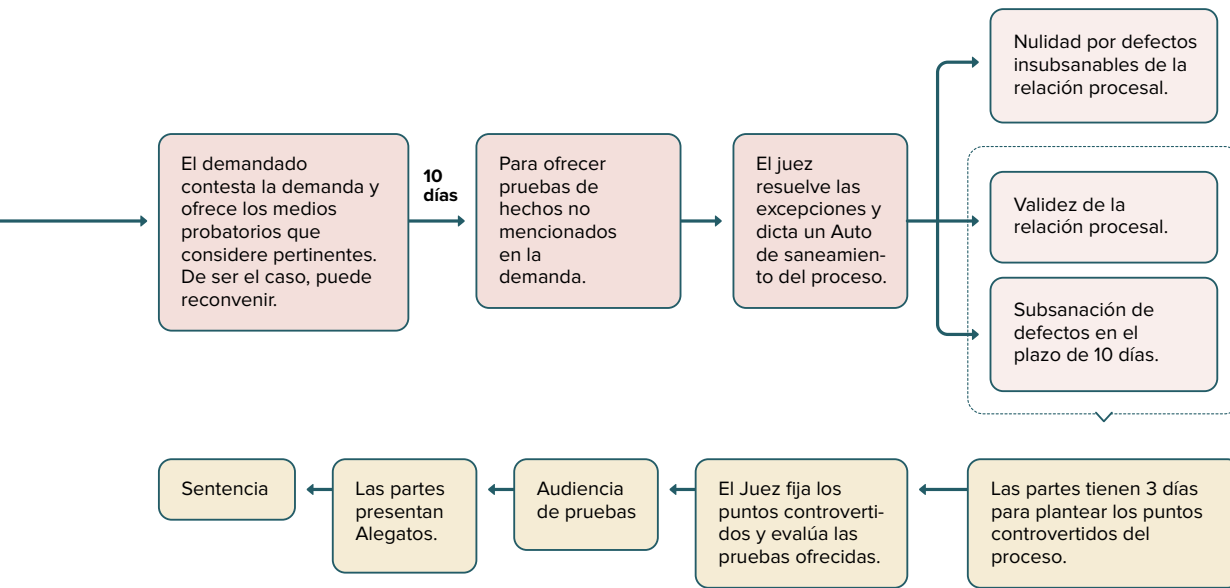 El demandado
contesta la demanda y
ofrece los medios
probatorios que
considere pertinentes.
De ser el caso, puede
reconvenir.
10
días
Para ofrecer
pruebas de
hechos no
mencionados
en la
demanda.
El juez
resuelve las
excepciones y
dicta un Auto
de saneamien-
to del proceso.
Nulidad por defectos
insubsanables de la
relación procesal.
Validez de la
relación procesal.
Subsanación de
defectos en el
plazo de 10 días.
Las partes tienen 3 días
para plantear los puntos
controvertidos del
proceso.
El Juez fija los
puntos controverti-
dos y evalúa las
pruebas ofrecidas.
Audiencia
de pruebas
Las partes
presentan
Alegatos.
Sentencia